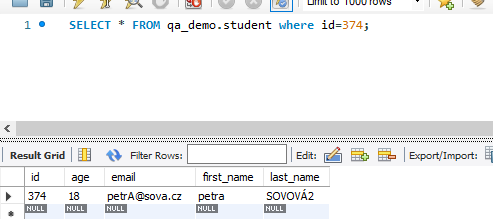 Limit to 1000 rows
1 SELECT * FROM qa_demo.student where id=374;
Result Grid Filter Rows: Edit: Export/Import:
id age email first_name last_name
374 18 petrA@sova.cz petra SOVOVÁ2
NULL NULL NULL NULL NULL